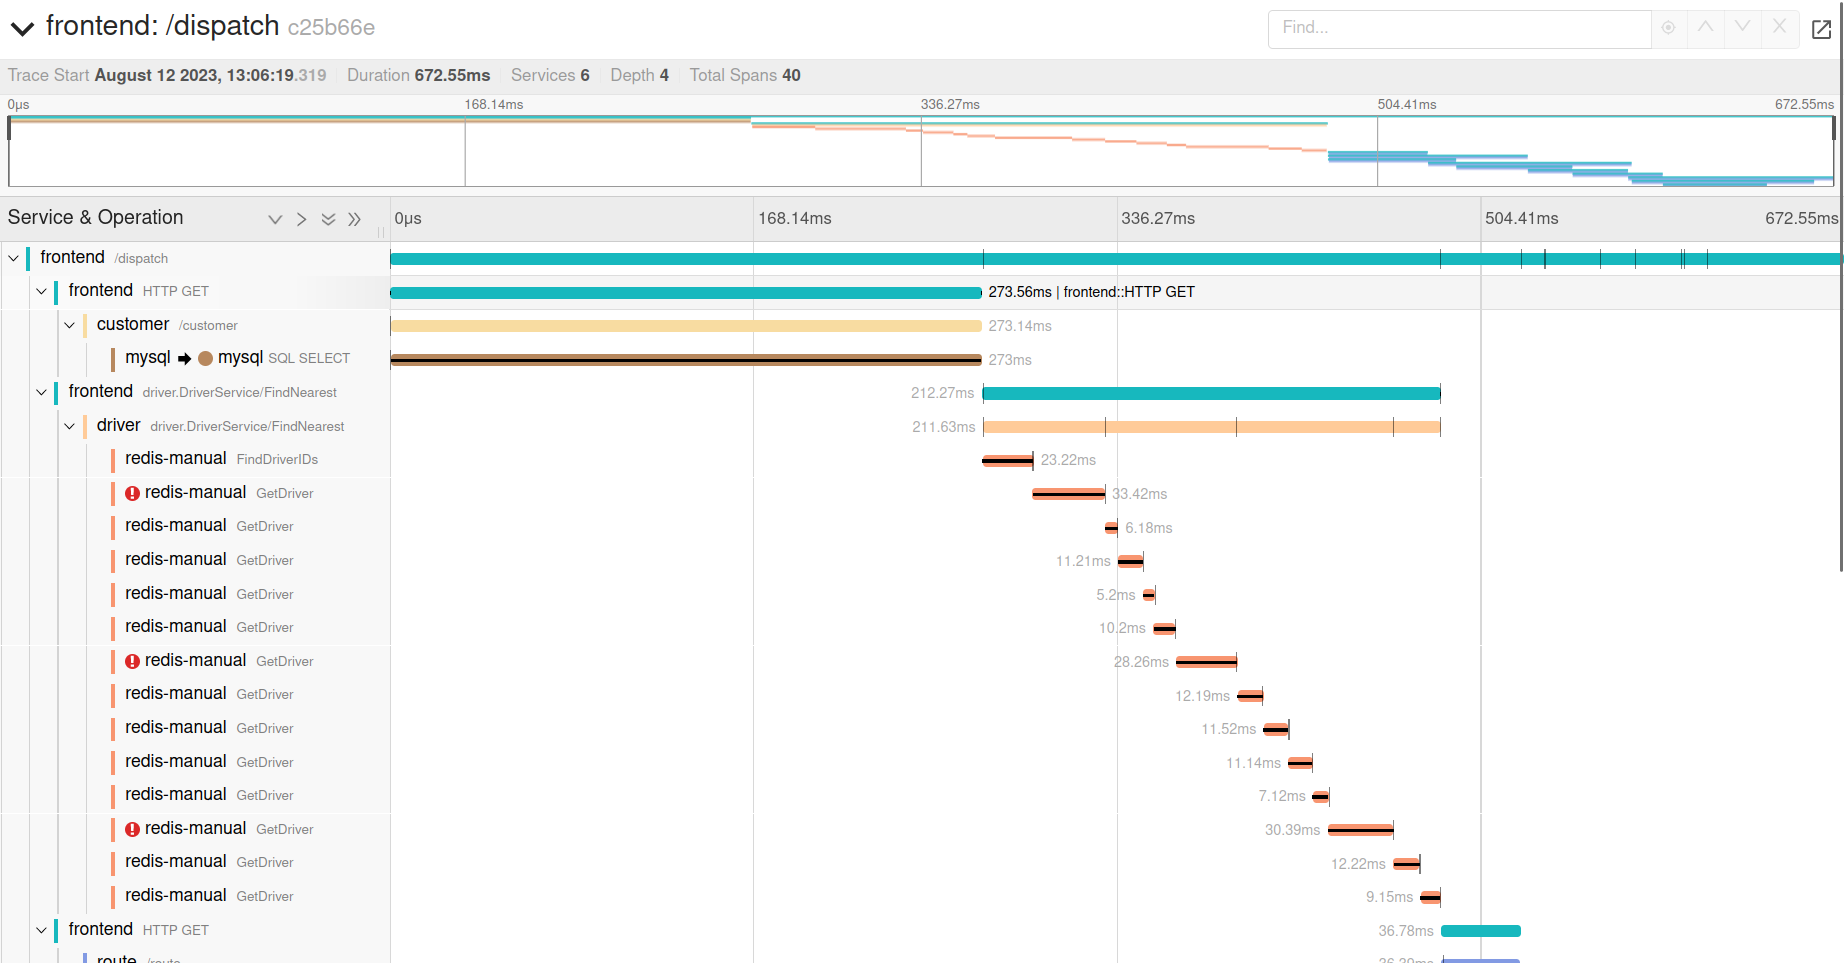 frontend: /dispatch c25b66e
Find...
Trace Start August 12 2023, 13:06:19.319 Duration 672.55ms Services 6 Depth 4 Total Spans 40
0μs 168.14ms 336.27ms 504.41ms 672.55ms
Service & Operation 0μs 168.14ms 336.27ms 504.41ms 672.55ms
frontend /dispatch
frontend HTTP GET 273.56ms | frontend::HTTP GET
customer /customer 273.14ms
mysql mysql SQL SELECT 273ms
frontend driver.DriverService/FindNearest 212.27ms
driver driver.DriverService/FindNearest 211.63ms
redis-manual FindDriverIDs 23.22ms
redis-manual GetDriver 33.42ms
redis-manual GetDriver 6.18ms
redis-manual GetDriver 11.21ms
redis-manual GetDriver 5.2ms
redis-manual GetDriver 10.2ms
redis-manual GetDriver 28.26ms
redis-manual GetDriver 12.19ms
redis-manual GetDriver 11.52ms
redis-manual GetDriver 11.14ms
redis-manual GetDriver 7.12ms
redis-manual GetDriver 30.39ms
redis-manual GetDriver 12.22ms
redis-manual GetDriver 9.15ms
frontend HTTP GET 36.78ms
route /route